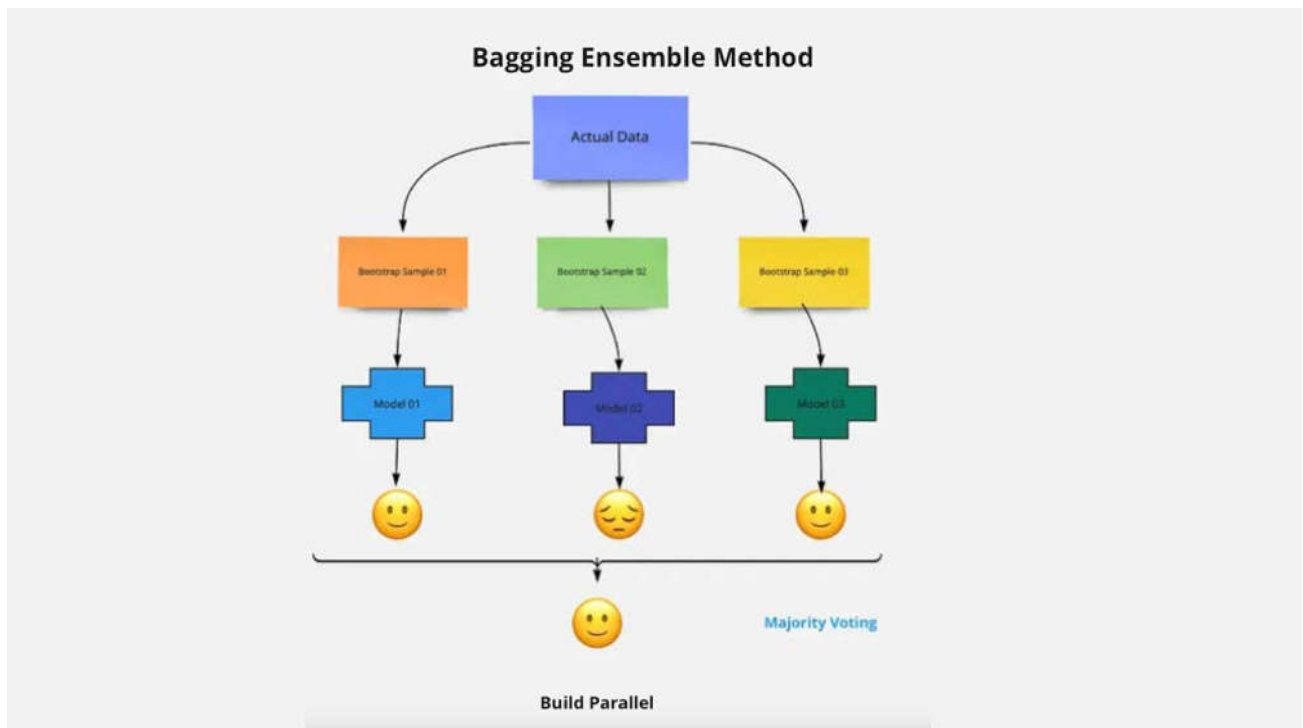 Bagging Ensemble Method
Actual Data
Bootstrap Sample 01
Bootstrap Sample 02
Bootstrap Sample 03
Model 01
Model 02
Model 03
Majority Voting
Build Parallel